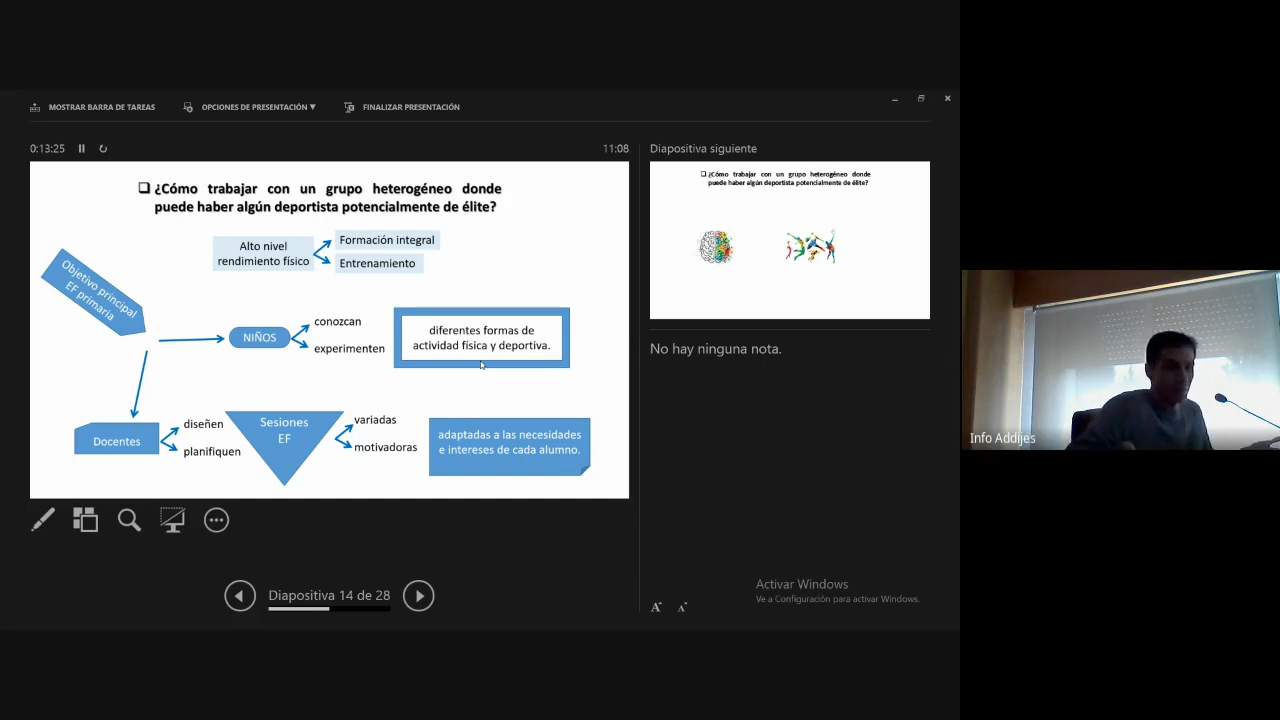 MOSTRAR BARRA DE TAREAS
OPCIONES DE PRESENTACIÓN ▼
FINALIZAR PRESENTACIÓN
0:13:25
11:08
❑ ¿Cómo trabajar con un grupo heterogéneo donde
puede haber algún deportista potencialmente de élite?
Alto nivel
rendimiento físico
Formación integral
Entrenamiento
Objetivo principal
EF primaria
NIÑOS
conozcan
experimenten
diferentes formas de
actividad física y deportiva.
Docentes
diseñen
planifiquen
Sesiones
EF
variadas
motivadoras
adaptadas a las necesidades
e intereses de cada alumno.
Diapositiva 14 de 28
Diapositiva siguiente
❑ ¿Cómo trabajar con un grupo heterogéneo donde
puede haber algún deportista potencialmente de élite?
No hay ninguna nota.
Activar Windows
Ve a Configuración para activar Windows.
A A
Info Addijes